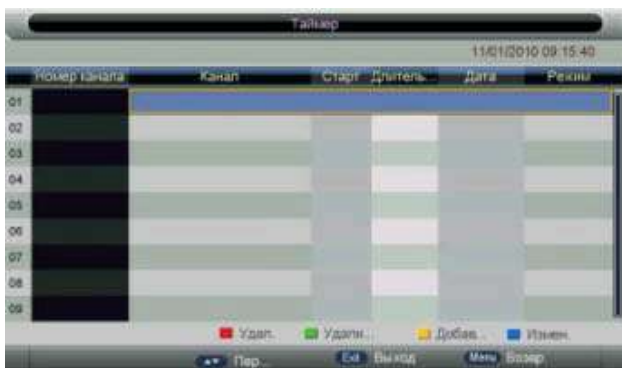 Таймер
11/01/2010 09:15:40
Номер канала Канал Старт Длитель... Дата Режим
01
02
03
04
05
06
07
08
09
Удал. Удали... Добав... Измен.
Пер... Exit Выход Menu Возвр.